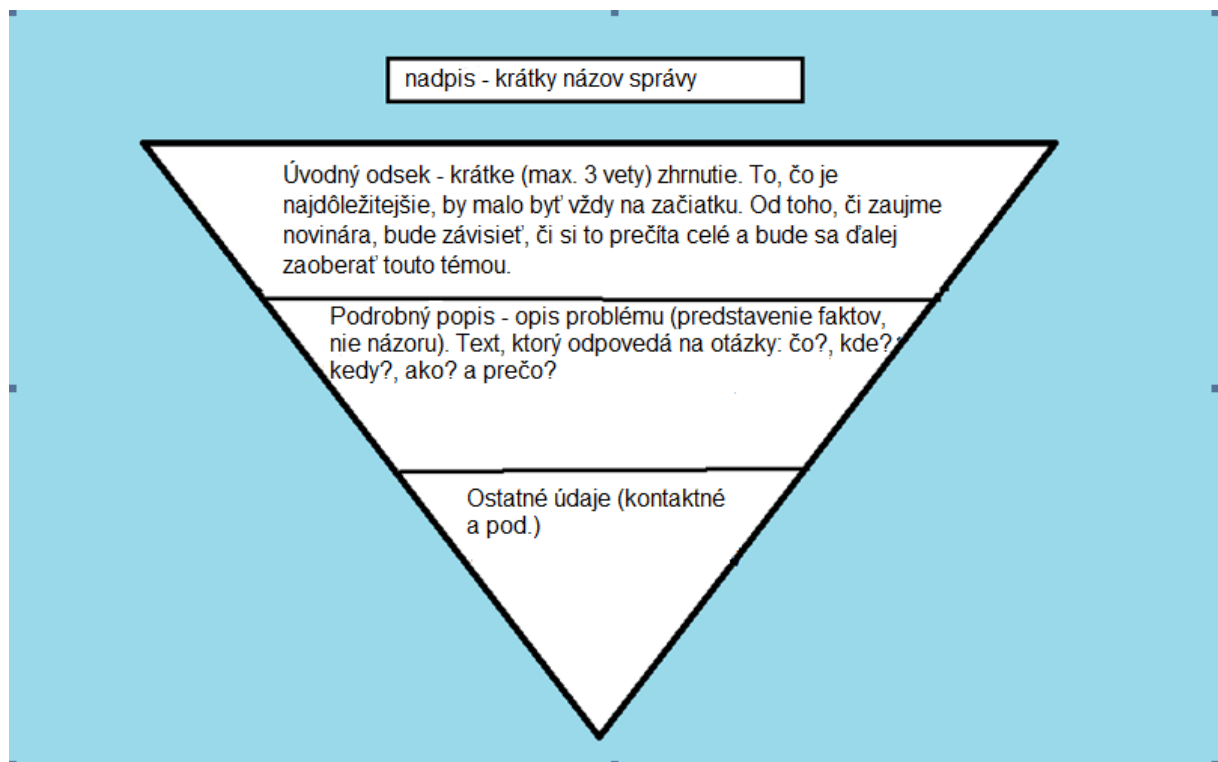 nadpis - krátky názov správy
Úvodný odsek - krátke (max. 3 vety) zhrnutie. To, čo je
najdôležitejšie, by malo byť vždy na začiatku. Od toho, či zaujme
novinára, bude závisieť, či si to prečíta celé a bude sa ďalej
zaoberať touto témou.
Podrobný popis - opis problému (predstavenie faktov,
nie názoru). Text, ktorý odpovedá na otázky: čo?, kde?,
kedy?, ako? a prečo?
Ostatné údaje (kontaktné
a pod.)